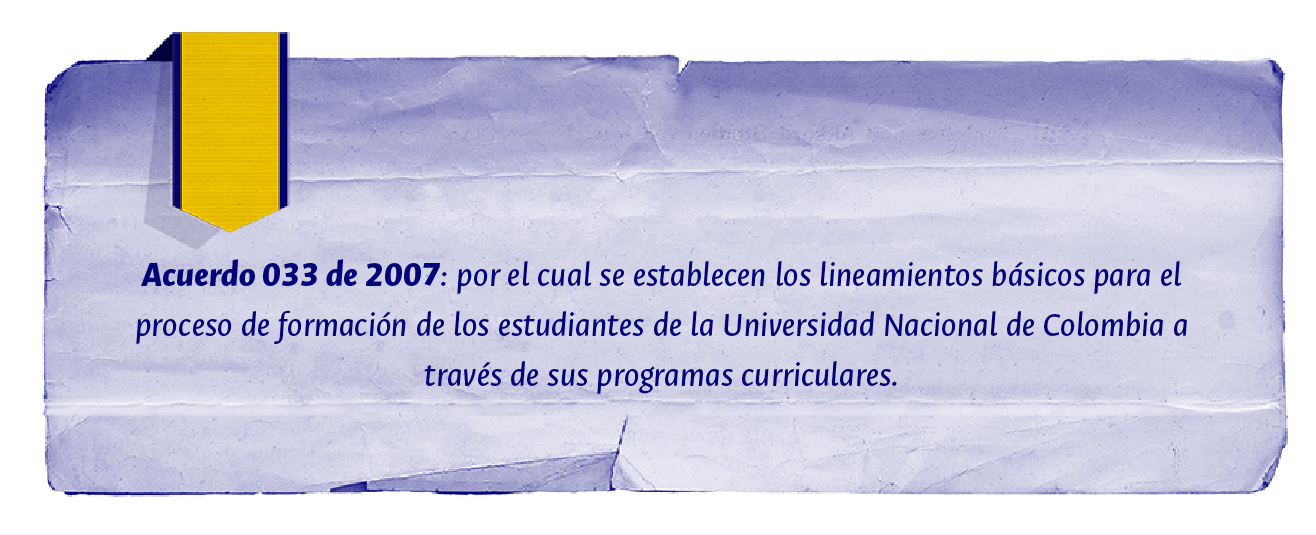 Acuerdo 033 de 2007: por el cual se establecen los lineamientos básicos para el
proceso de formación de los estudiantes de la Universidad Nacional de Colombia a
través de sus programas curriculares.